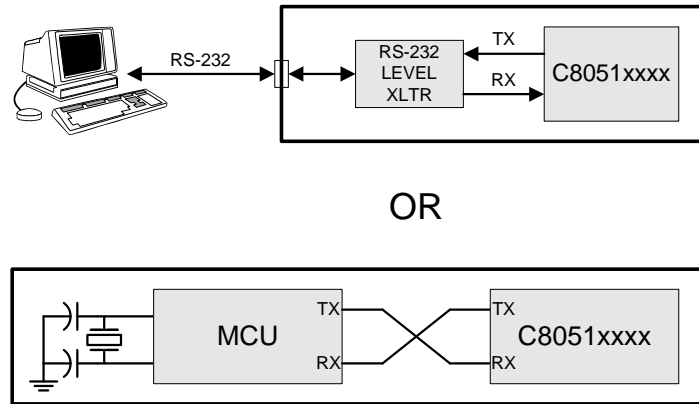 RS-232
RS-232
LEVEL
XLTR
TX
RX
C8051xxxx
OR
MCU
TX
RX
TX
RX
C8051xxxx